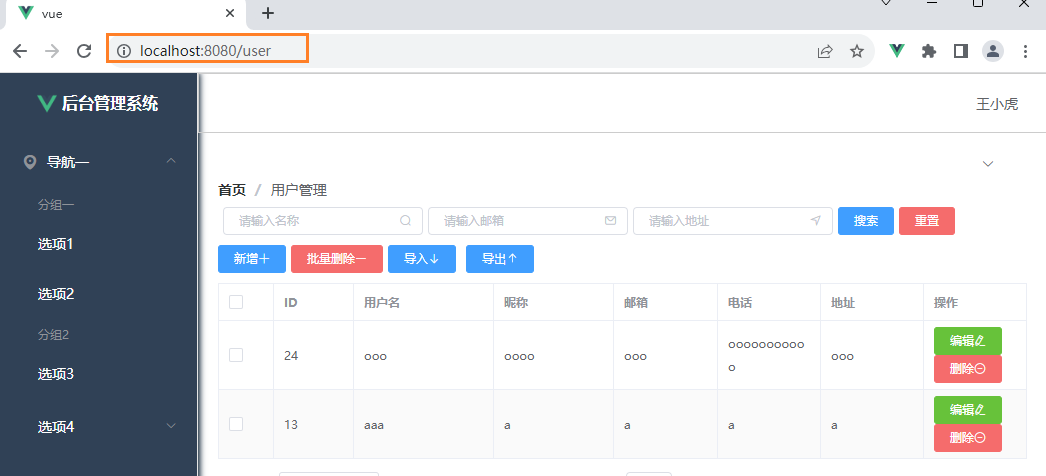 vue
localhost:8080/user
后台管理系统
王小虎
导航一
分组一
选项1
选项2
分组2
选项3
选项4
首页 / 用户管理
请输入名称 请输入邮箱 请输入地址 搜索 重置
新增 批量删除 导入 导出
ID 用户名 昵称 邮箱 电话 地址 操作
24 ooo oooo ooo ooooooooooo ooo 编辑 删除
13 aaa a a a a 编辑 删除